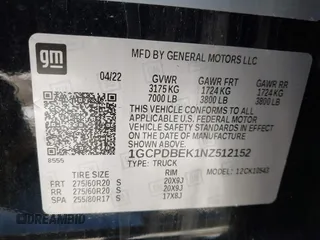 gm
MFD BY GENERAL MOTORS LLC
04/22
GVWR GAWR FRT GAWR RR
3175 KG 1724 KG 1724 KG
7000 LB 3800 LB 3800 LB
THIS VEHICLE CONFORMS TO ALL
APPLICABLE U.S. FEDERAL MOTOR
VEHICLE SAFETY STANDARDS IN EFFECT
ON THE DATE OF MANUFACTURE
SHOWN ABOVE.
1GCPDBEK1NZ512152
TYPE: TRUCK MODEL:
8555
TIRE SIZE RIM
FRT 275/60R20 S 20X9J
RR 275/60R20 S 20X9J
SPA 255/80R17 S 17X8J
DREAMBID